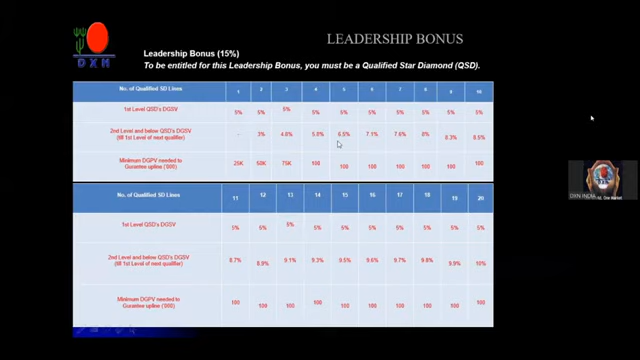 LEADERSHIP BONUS
DXN
Leadership Bonus (15%)
To be entitled for this Leadership Bonus, you must be a Qualified Star Diamond (QSD).
No. of Qualified SD Lines 1 2 3 4 5 6 7 8 9 10
1st Level QSD's DGSV 5% 5% 5% 5% 5% 5% 5% 5% 5% 5%
2nd Level and below QSD's DGSV - 3% 4.8% 5.8% 6.5% 7.1% 7.6% 8% 8.3% 8.5%
(till 1st Level of next qualifier)
Minimum DGPV needed to 25K 50K 75K 100 100 100 100 100 100 100
Gurantee upline ('000)
No. of Qualified SD Lines 11 12 13 14 15 16 17 18 19 20
1st Level QSD's DGSV 5% 5% 5% 5% 5% 5% 5% 5% 5% 5%
2nd Level and below QSD's DGSV 8.7% 8.9% 9.1% 9.3% 9.5% 9.6% 9.7% 9.8% 9.9% 10%
(till 1st Level of next qualifier)
Minimum DGPV needed to 100 100 100 100 100 100 100 100 100 100
Gurantee upline ('000)
DXN INDIA